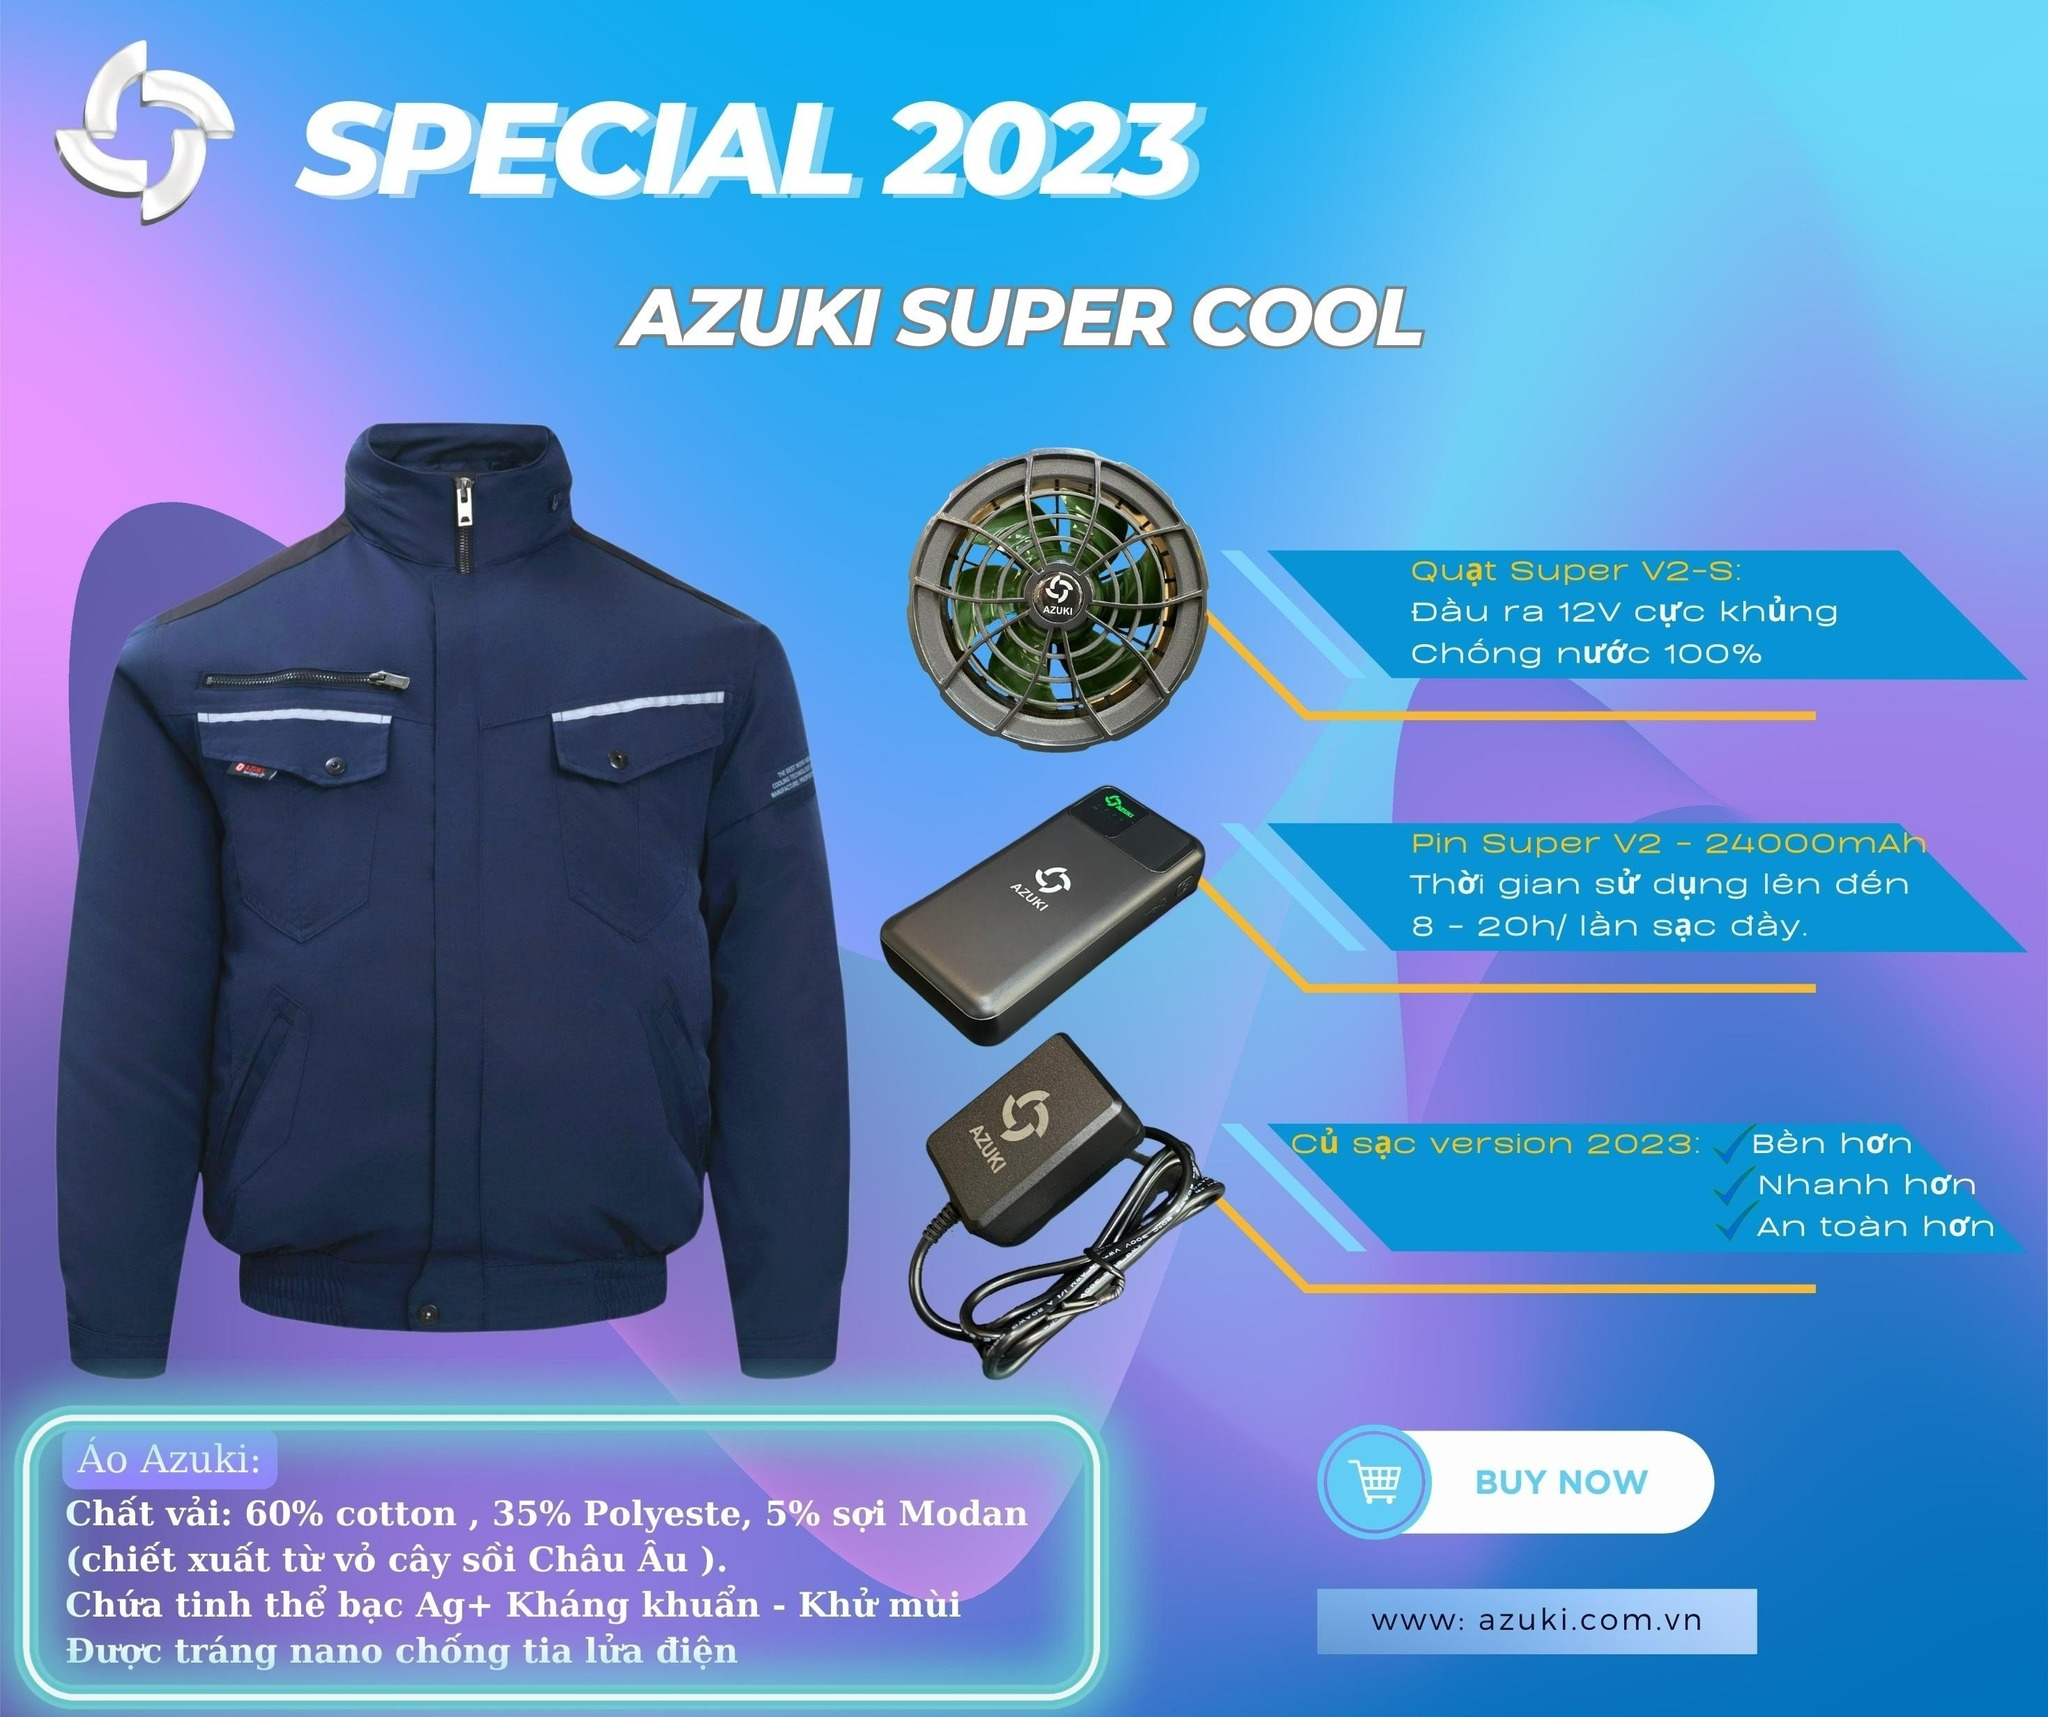 SPECIAL 2023
AZUKI SUPER COOL
AZUKI
Quạt Super V2-S:
Đầu ra 12V cực khủng
Chống nước 100%
AZUKI
AZUKI
Pin Super V2 - 24000mAh
Thời gian sử dụng lên đến
8 - 20h/ lần sạc đầy.
AZUKI
Củ sạc version 2023: Bền hơn
Nhanh hơn
An toàn hơn
AZUKI
Áo Azuki:
Chất vải: 60% cotton , 35% Polyeste, 5% sợi Modan
(chiết xuất từ vỏ cây sồi Châu Âu ).
Chứa tinh thể bạc Ag+ Kháng khuẩn - Khử mùi
Được tráng nano chống tia lửa điện
BUY NOW
www: azuki.com.vn